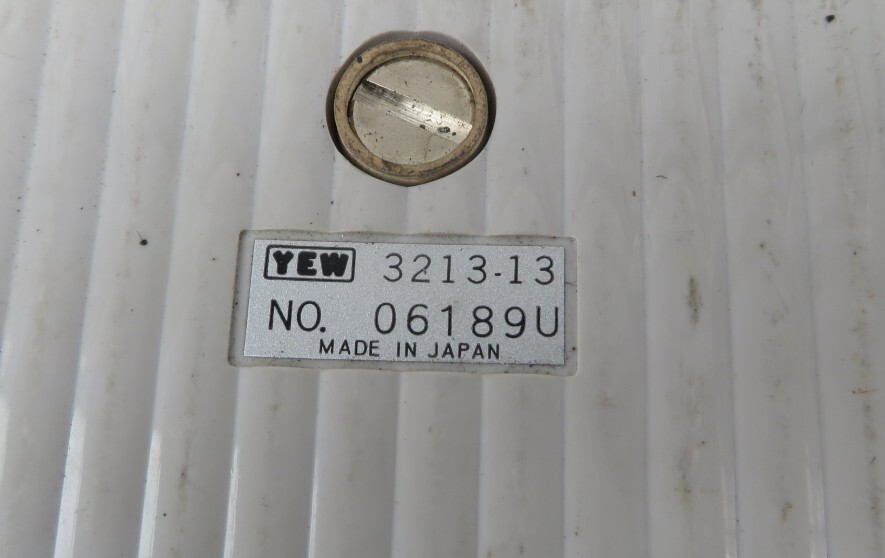 YEW 3213-13
NO. 06189U
MADE IN JAPAN